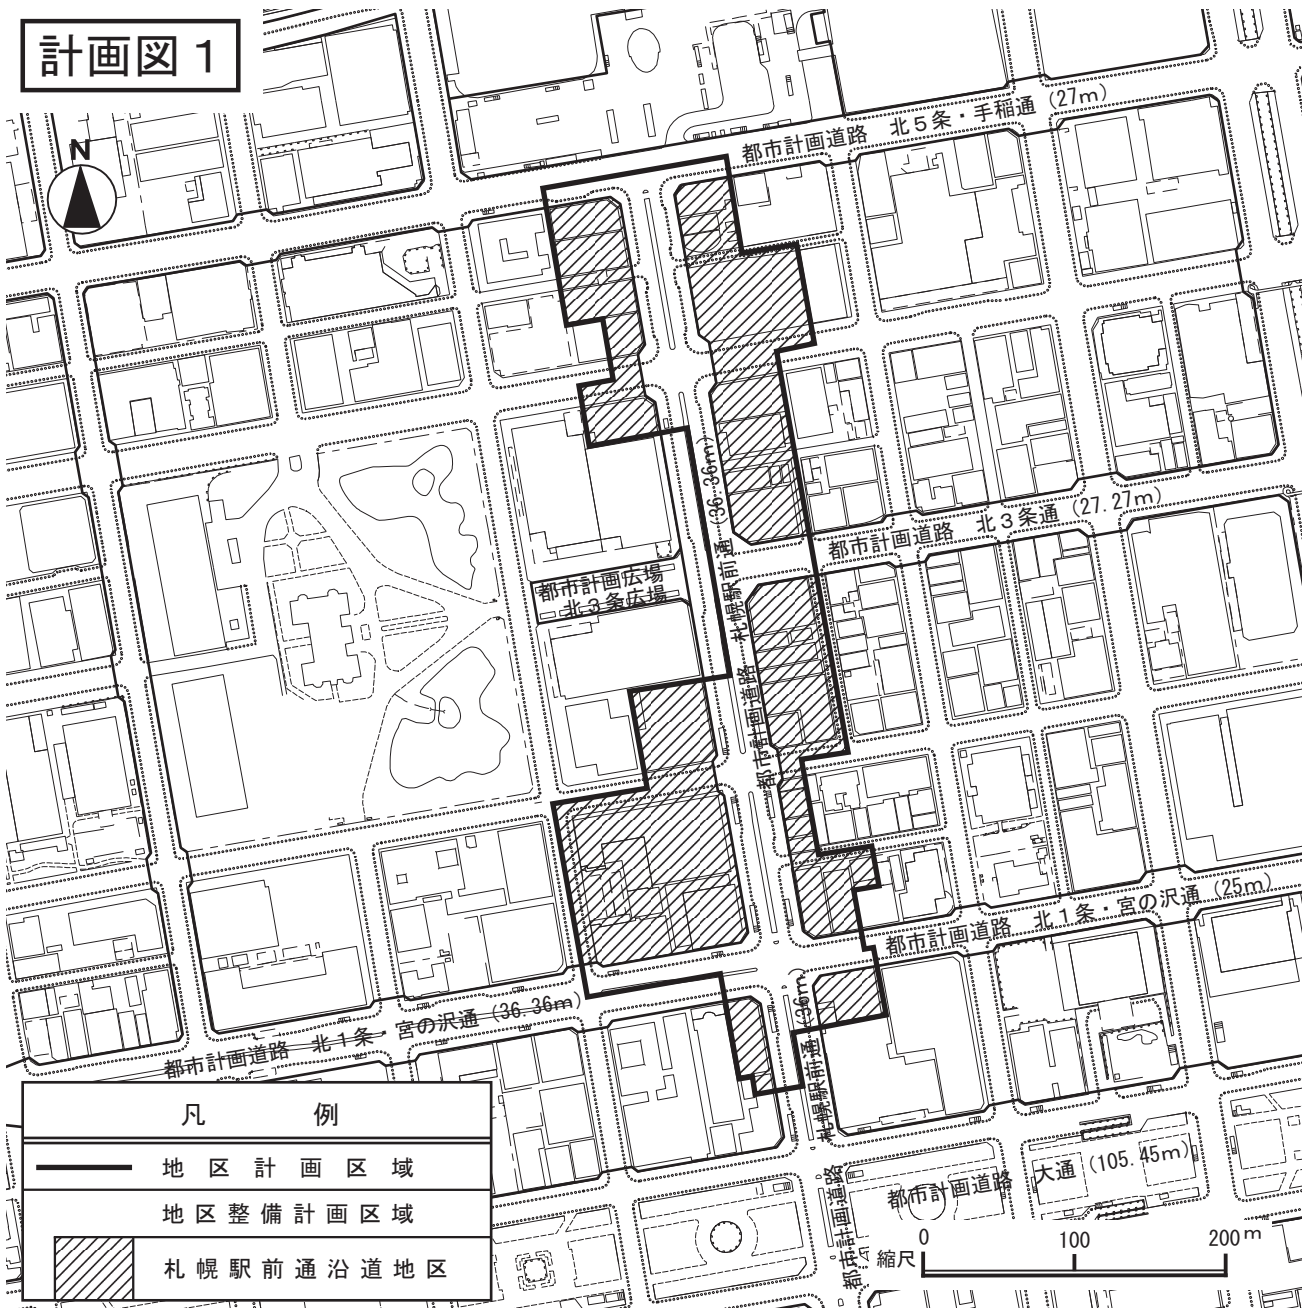 計画図１
N
都市計画道路　北５条・手稲通（27m）
都市計画道路　北３条通（27.27m）
都市計画広場
北３条広場
都市計画道路　札幌駅前通（36.36m）
都市計画道路　北１条・宮の沢通（25m）
都市計画道路　北１条・宮の沢通（36.36m）
都市計画道路　札幌駅前通（36m）
都市計画道路　大通（105.45m）
凡例
地区計画区域
地区整備計画区域
札幌駅前通沿道地区
縮尺 0 100 200m